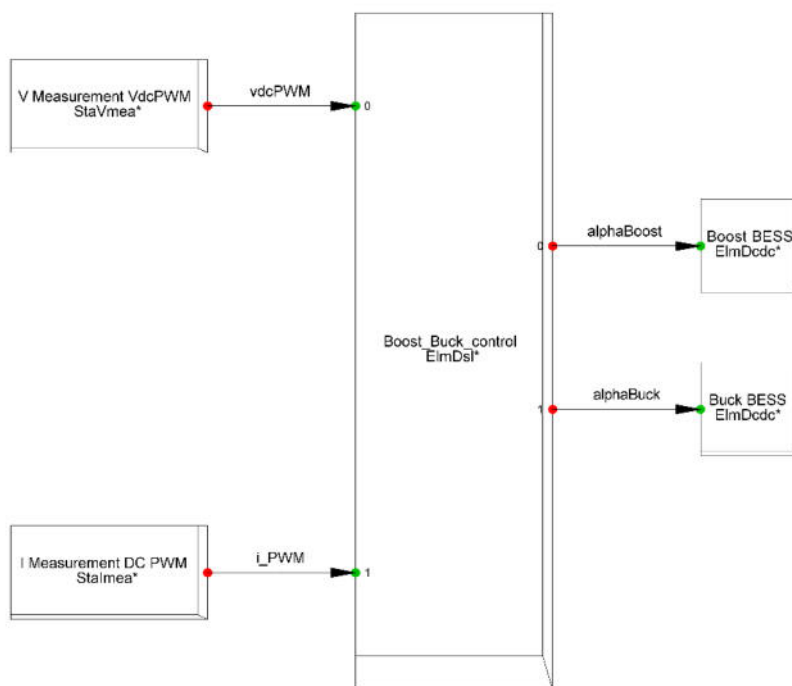 V Measurement VdcPWM
StaVmea*
vdcPWM
0
alphaBoost
0
Boost BESS
ElmDcdc*
Boost_Buck_control
ElmDsl*
alphaBuck
1
Buck BESS
ElmDcdc*
I Measurement DC PWM
StaImea*
i_PWM
1